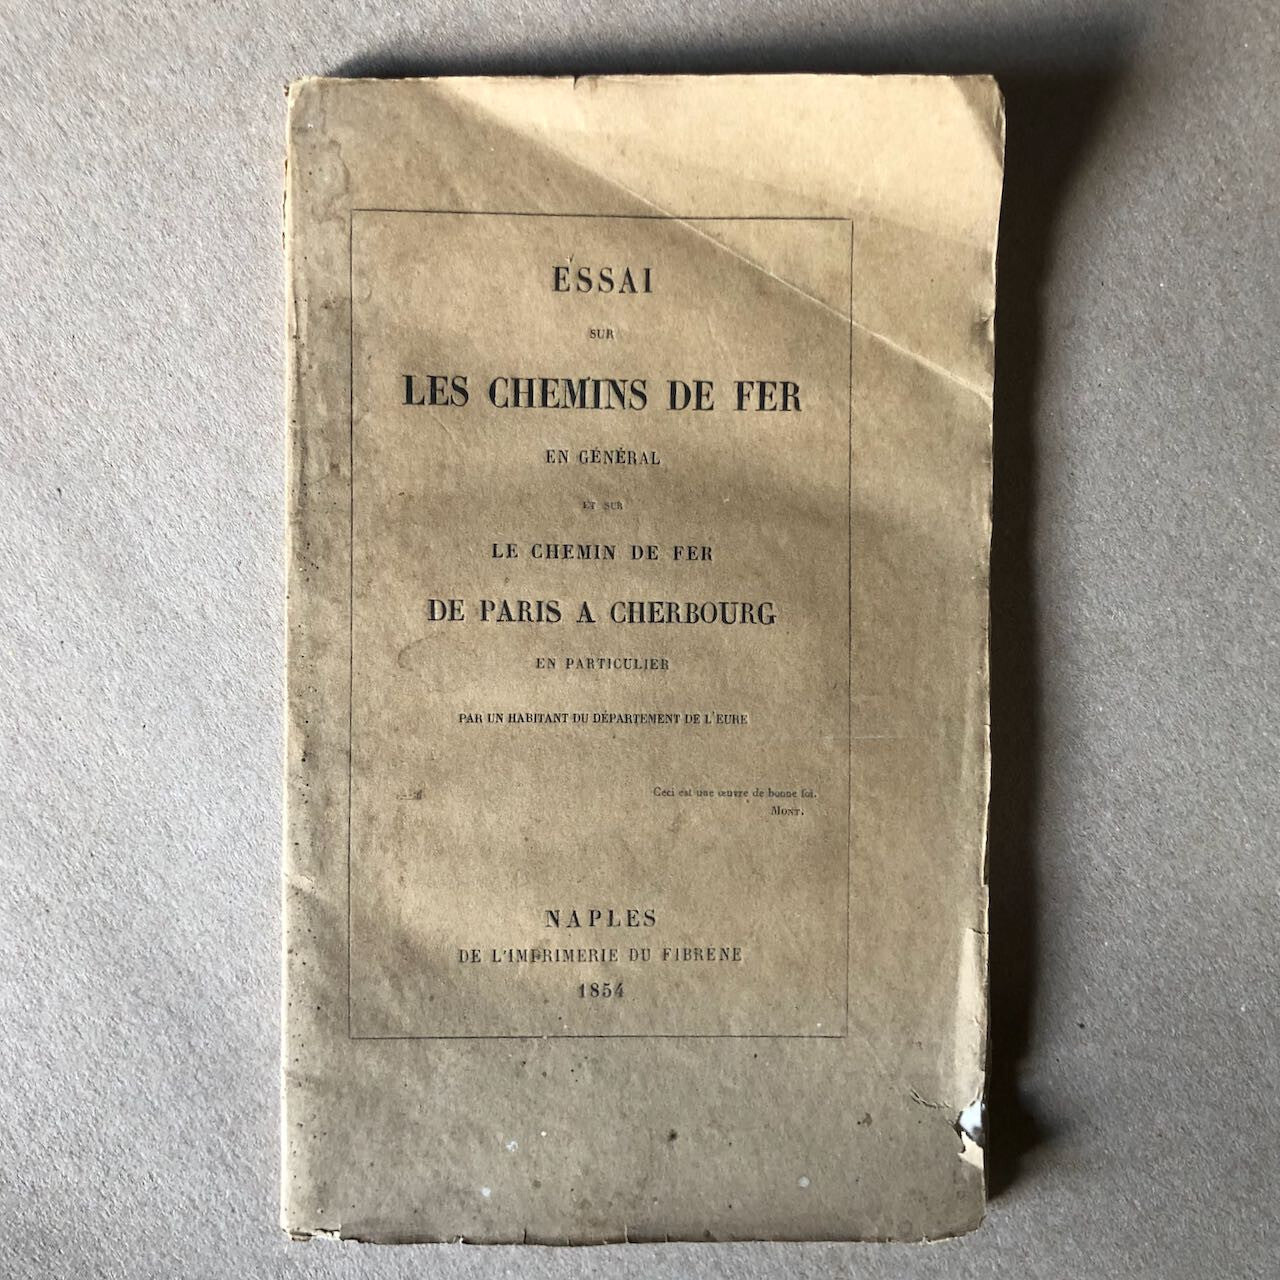 ESSAI
SUR
LES CHEMINS DE FER
EN GÉNÉRAL
ET SUR
LE CHEMIN DE FER
DE PARIS A CHERBOURG
EN PARTICULIER
PAR UN HABITANT DU DÉPARTEMENT DE L'EURE
Ceci est une œuvre de bonne foi.
MONT.
NAPLES
DE L'IMPRIMERIE DU FIBRENE
1854